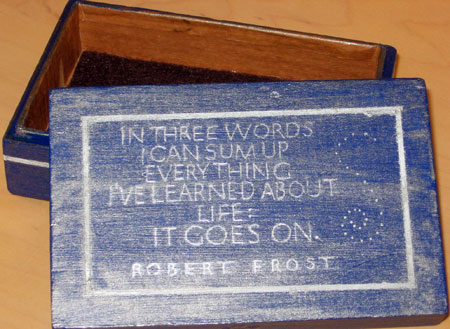 IN THREE WORDS
I CAN SUM UP
EVERYTHING
I'VE LEARNED ABOUT
LIFE:
IT GOES ON.
ROBERT FROST